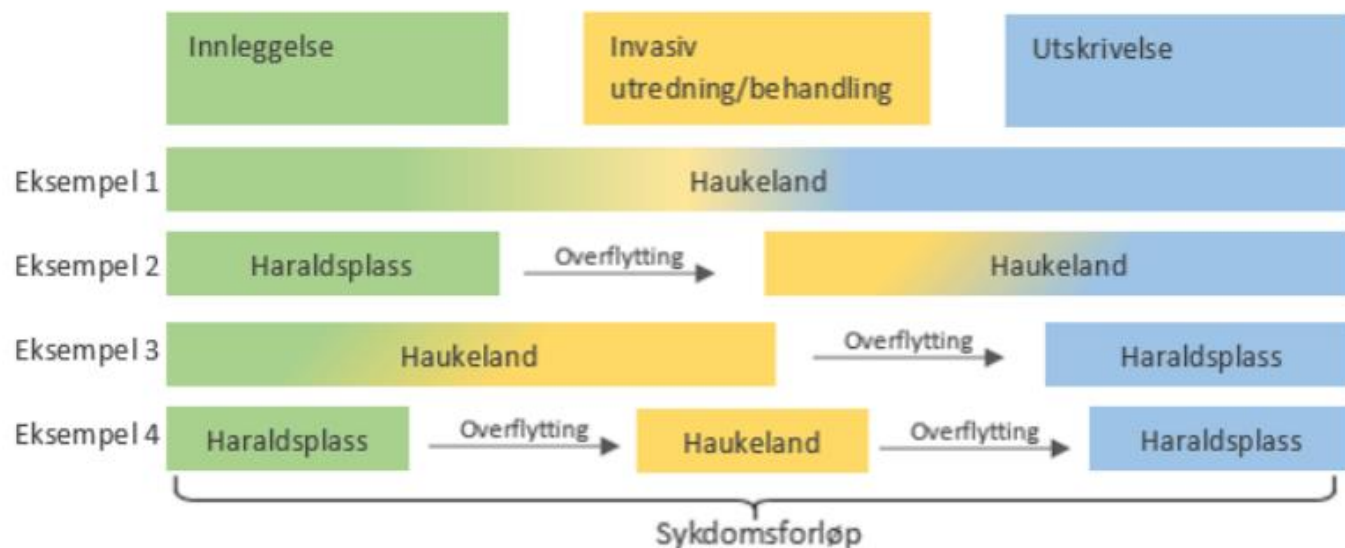 Innleggelse
Invasiv
utredning/behandling
Utskrivelse
Eksempel 1
Haukeland
Eksempel 2
Haraldsplass
Overflytting
Haukeland
Eksempel 3
Haukeland
Overflytting
Haraldsplass
Eksempel 4
Haraldsplass
Overflytting
Haukeland
Overflytting
Haraldsplass
Sykdomsforløp